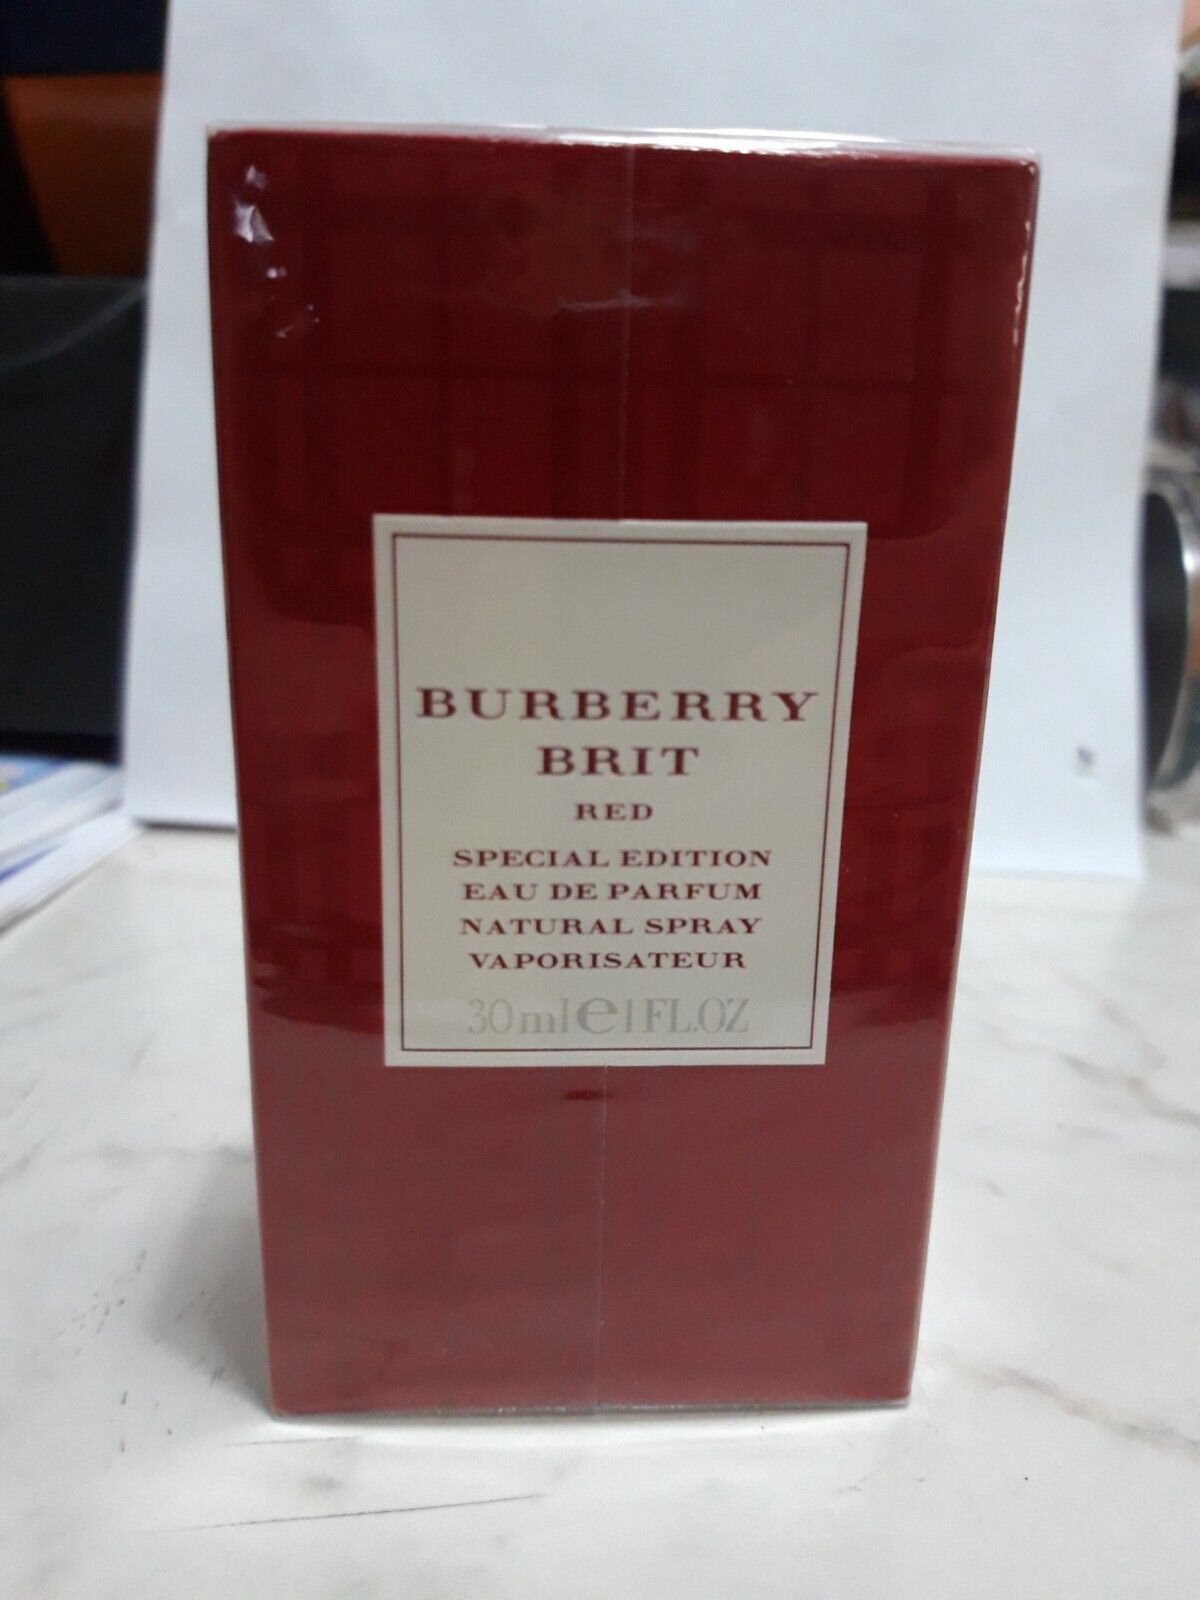 BURBERRY
BRIT
RED
SPECIAL EDITION
EAU DE PARFUM
NATURAL SPRAY
VAPORISATEUR
30ml℮1FL.OZ